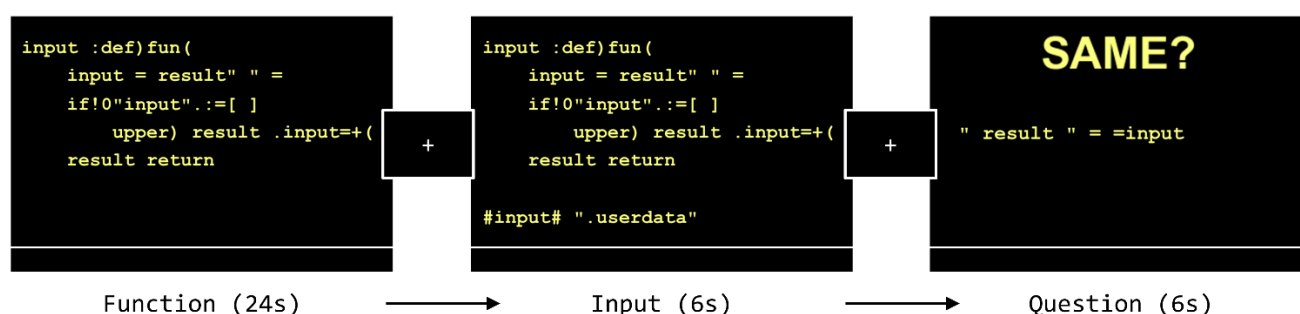 input :def)fun(
    input = result" " =
    if!0"input".:=[ ]
        upper) result .input=+(
    result return
+
input :def)fun(
    input = result" " =
    if!0"input".:=[ ]
        upper) result .input=+(
    result return
#input# ".userdata"
+
SAME?
" result " = =input
Function (24s)
Input (6s)
Question (6s)